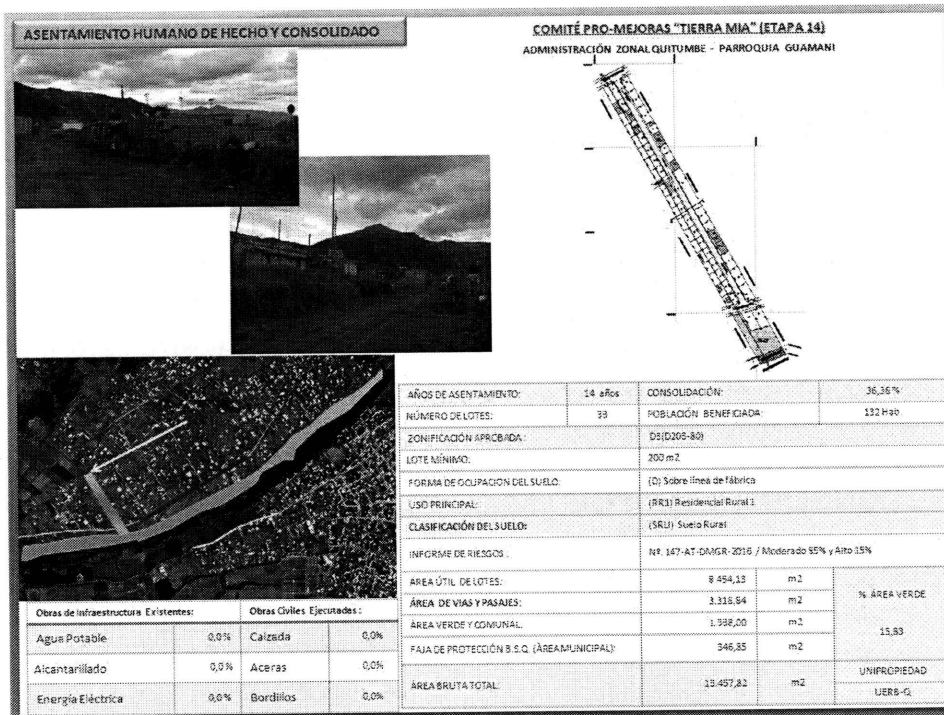 ASENTAMIENTO HUMANO DE HECHO Y CONSOLIDADO
COMITÉ PRO-MEJORAS "TIERRA MIA" (ETAPA 14)
ADMINISTRACIÓN ZONAL QUITUMBE - PARROQUIA GUAMANI
AÑOS DE ASENTAMIENTO: 14 años CONSOLIDACIÓN: 36,36%
NÚMERO DE LOTES: 33 POBLACIÓN BENEFICIADA: 132 Hab.
ZONIFICACIÓN APROBADA: D3(D203-80)
LOTE MÍNIMO: 200 m2
FORMA DE OCUPACIÓN DEL SUELO: (D) Sobre línea de fábrica
USO PRINCIPAL: (RR1) Residencial Rural 1
CLASIFICACIÓN DEL SUELO: (SRU) Suelo Rural
INFORME DE RIESGOS: Nº. 147-AT-DMGR-2016 / Moderado 85% y Alto 15%
ÁREA ÚTIL DE LOTES: 8.454,13 m2
ÁREA DE VIAS Y PASAJES: 3.318,84 m2
ÁREA VERDE Y COMUNAL: 1.338,00 m2
FAJA DE PROTECCIÓN B.S.Q. (ÀREA MUNICIPAL): 346,85 m2
% ÁREA VERDE
15,83
ÁREA BRUTA TOTAL: 13.457,82 m2
UNIPROPIEDAD
UERB-Q
Obras de Infraestructura Existentes: Obras Civiles Ejecutadas:
Agua Potable 0,0% Calzada 0,0%
Alcantarillado 0,0% Aceras 0,0%
Energía Eléctrica 0,0% Bordillos 0,0%